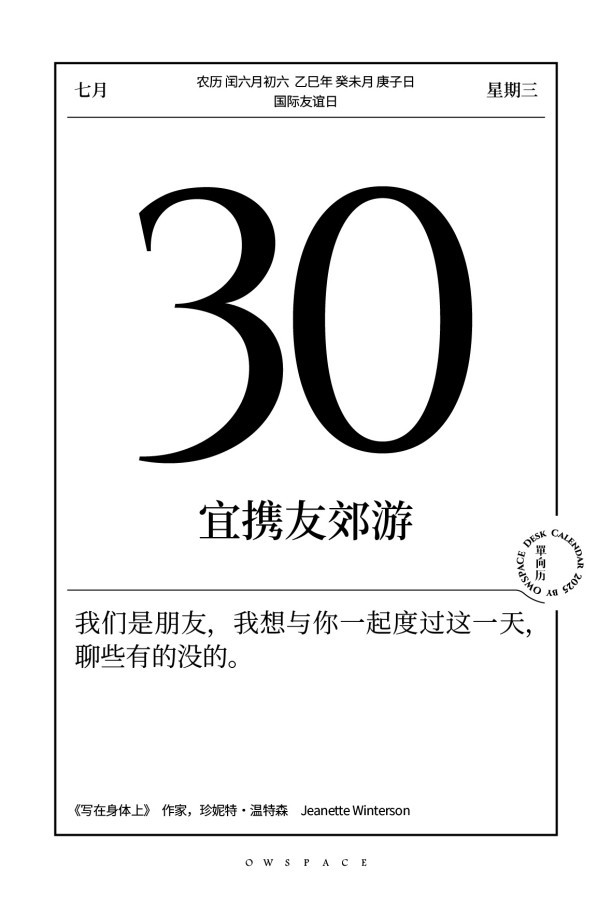 七月
农历 闰六月初六 乙巳年 癸未月 庚子日
国际友谊日
星期三
30
宜携友郊游
DESK CALENDAR 2025 BY OWSPACE
單向历
我们是朋友，我想与你一起度过这一天，
聊些有的没的。
《写在身体上》 作家，珍妮特·温特森 Jeanette Winterson
OWSPACE